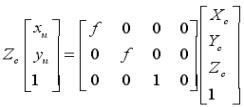 Z_c [x_u; y_u; 1] = [f 0 0 0; 0 f 0 0; 0 0 1 0] [X_c; Y_c; Z_c; 1]